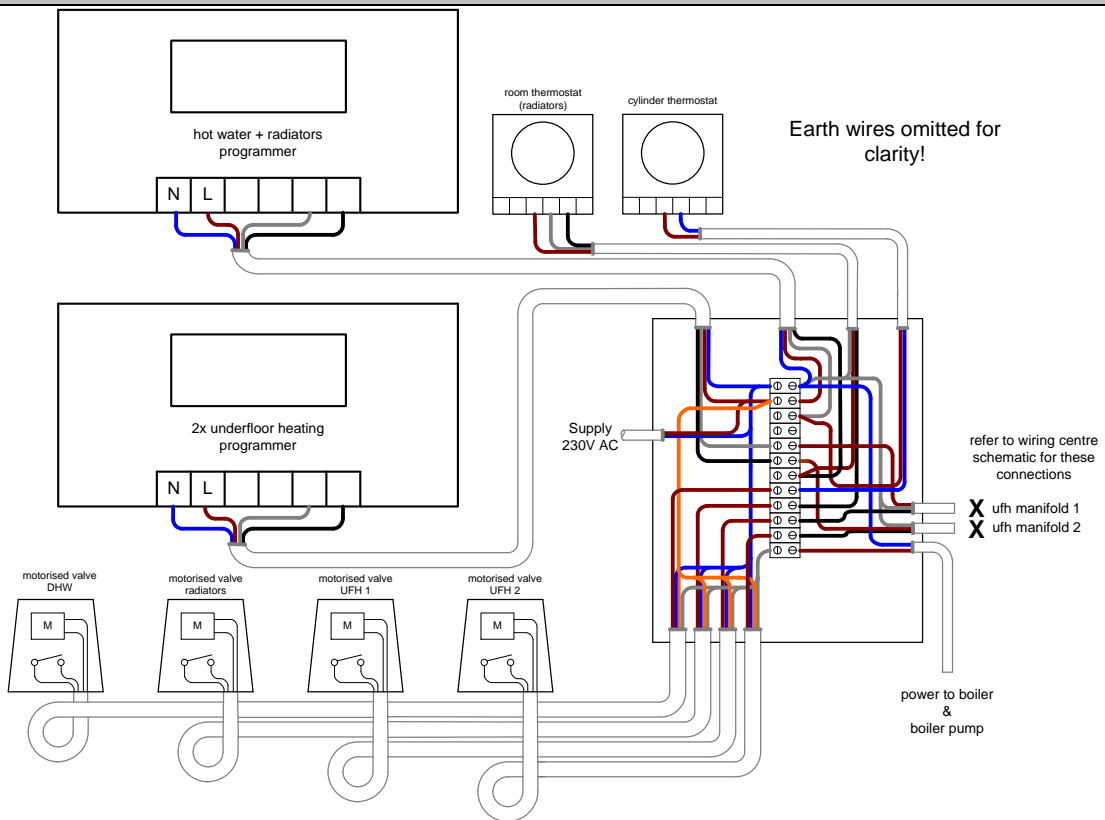 hot water + radiators
programmer
N L
room thermostat
(radiators)
cylinder thermostat
Earth wires omitted for
clarity!
2x underfloor heating
programmer
N L
Supply
230V AC
refer to wiring centre
schematic for these
connections
X ufh manifold 1
X ufh manifold 2
motorised valve
DHW
M
motorised valve
radiators
M
motorised valve
UFH 1
M
motorised valve
UFH 2
M
power to boiler
&
boiler pump